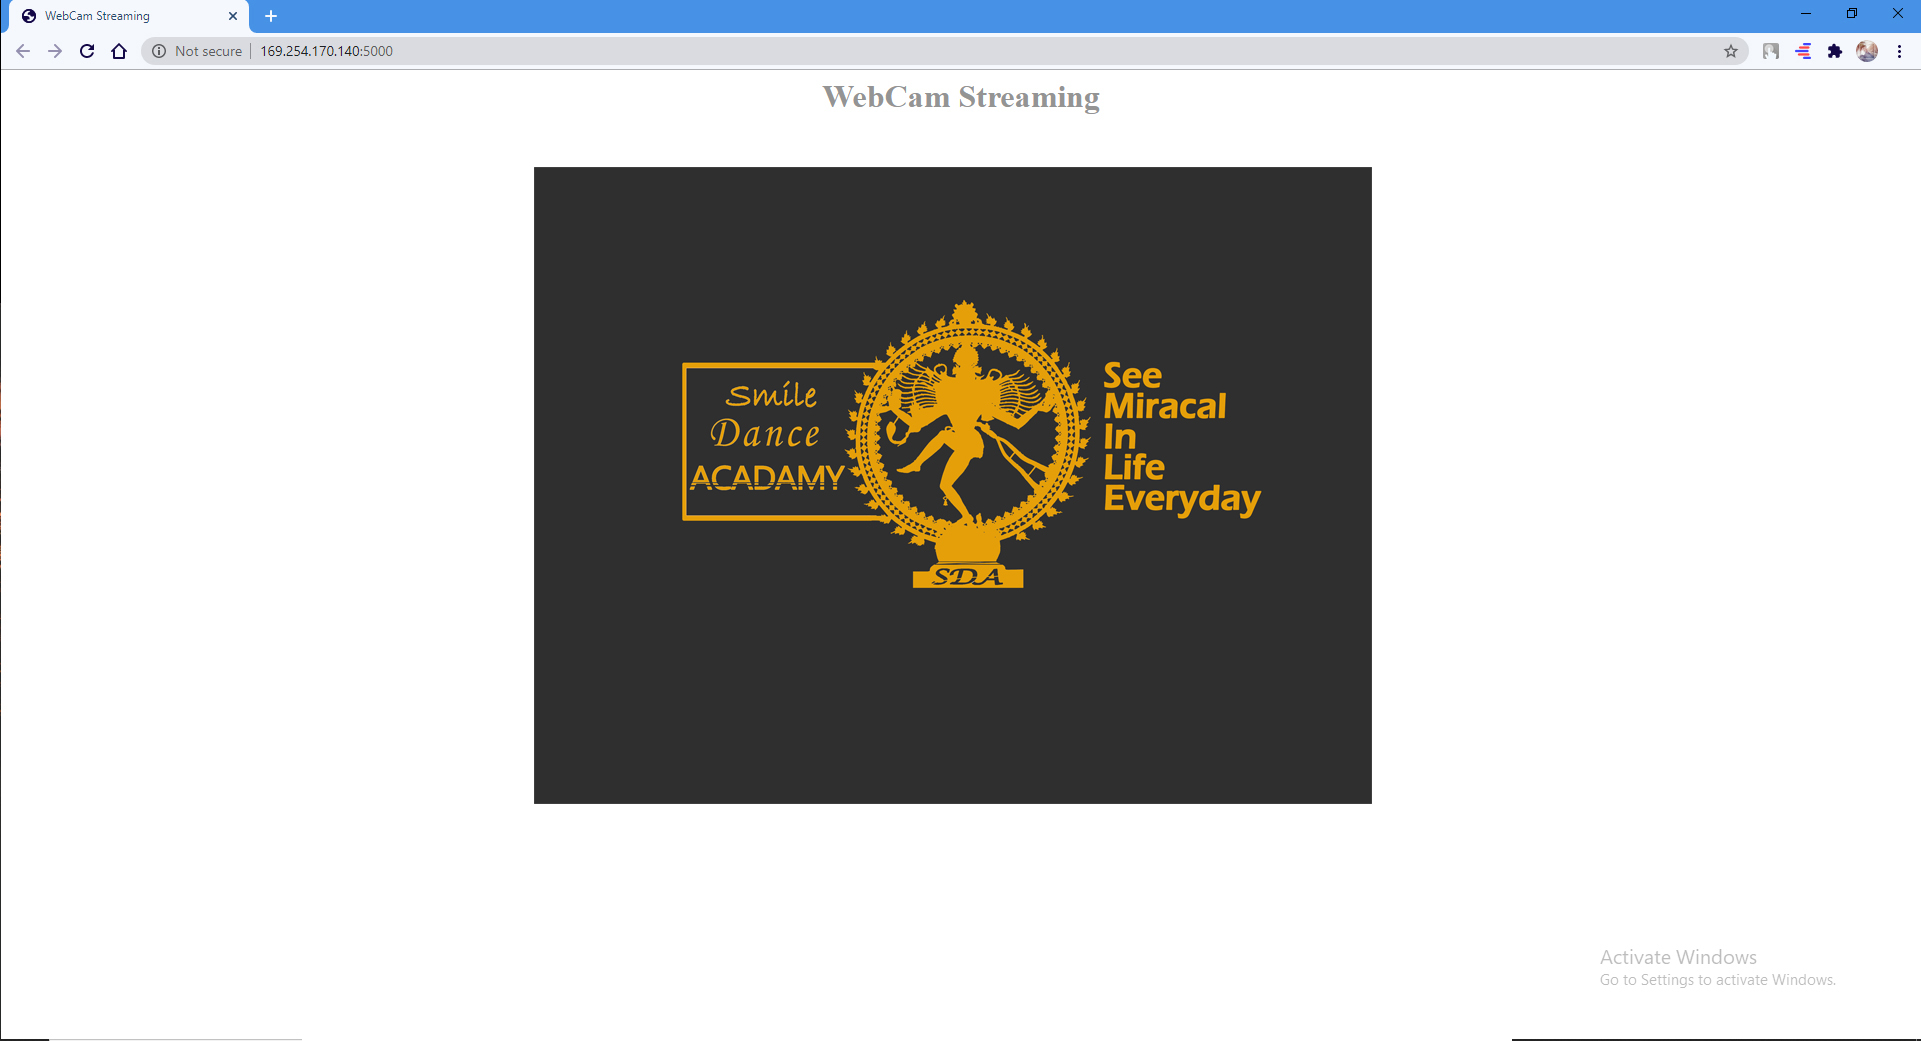 WebCam Streaming
Not secure
169.254.170.140:5000
WebCam Streaming
Smile
Dance
ACADAMY
See
Miracal
In
Life
Everyday
SDA
Activate Windows
Go to Settings to activate Windows.